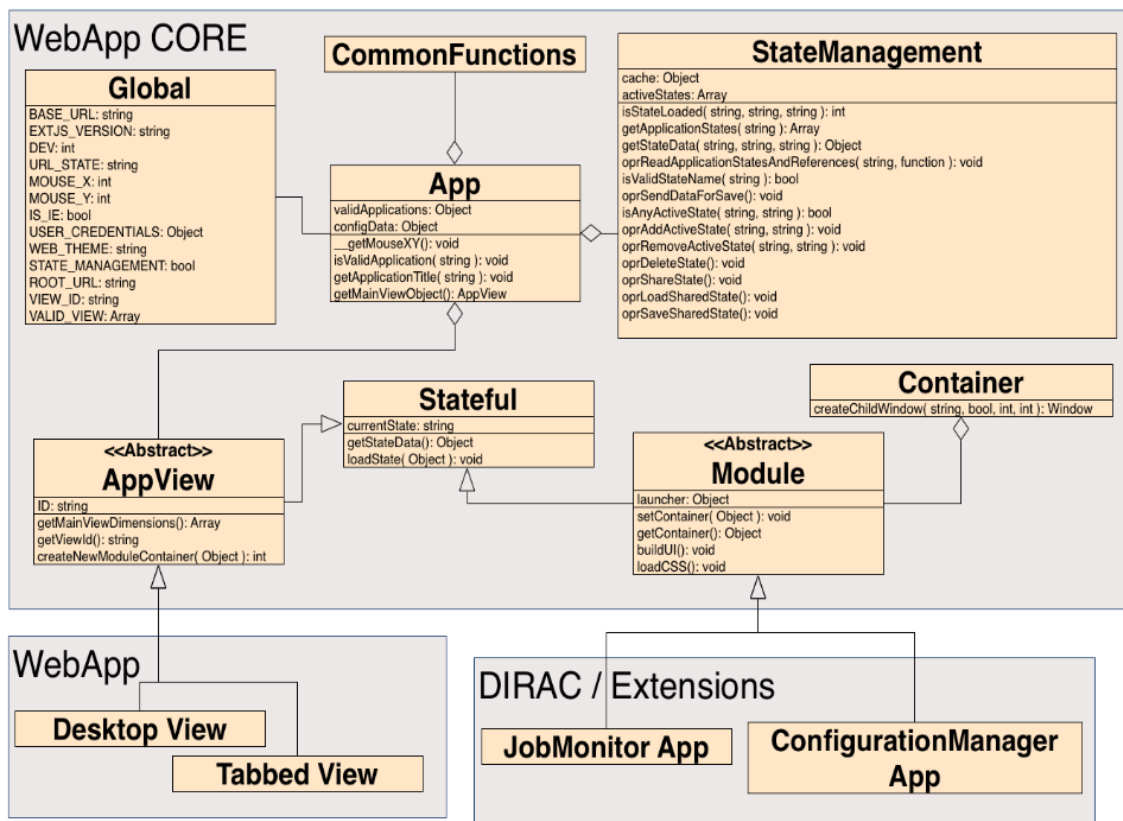 WebApp CORE
CommonFunctions
StateManagement
cache: Object
activeStates: Array
isStateLoaded( string, string, string ): int
getApplicationStates( string ): Array
getStateData( string, string, string ): Object
oprReadApplicationStatesAndReferences( string, function ): void
isValidStateName( string ): bool
oprSendDataForSave(): void
isAnyActiveState( string, string ): bool
oprAddActiveState( string, string ): void
oprRemoveActiveState( string, string ): void
oprDeleteState(): void
oprShareState(): void
oprLoadSharedState(): void
oprSaveSharedState(): void
Global
BASE_URL: string
EXTJS_VERSION: string
DEV: int
URL_STATE: string
MOUSE_X: int
MOUSE_Y: int
IS_IE: bool
USER_CREDENTIALS: Object
WEB_THEME: string
STATE_MANAGEMENT: bool
ROOT_URL: string
VIEW_ID: string
VALID_VIEW: Array
App
validApplications: Object
configData: Object
__getMouseXY(): void
isValidApplication( string ): void
getApplicationTitle( string ): void
getMainViewObject(): AppView
Stateful
currentState: string
getStateData(): Object
loadState( Object ): void
Container
createChildWindow( string, bool, int, int ): Window
<<Abstract>>
AppView
ID: string
getMainViewDimensions(): Array
getViewId(): string
createNewModuleContainer( Object ): int
<<Abstract>>
Module
launcher: Object
setContainer( Object ): void
getContainer(): Object
buildUI(): void
loadCSS(): void
WebApp
Desktop View
Tabbed View
DIRAC / Extensions
JobMonitor App
ConfigurationManager
App